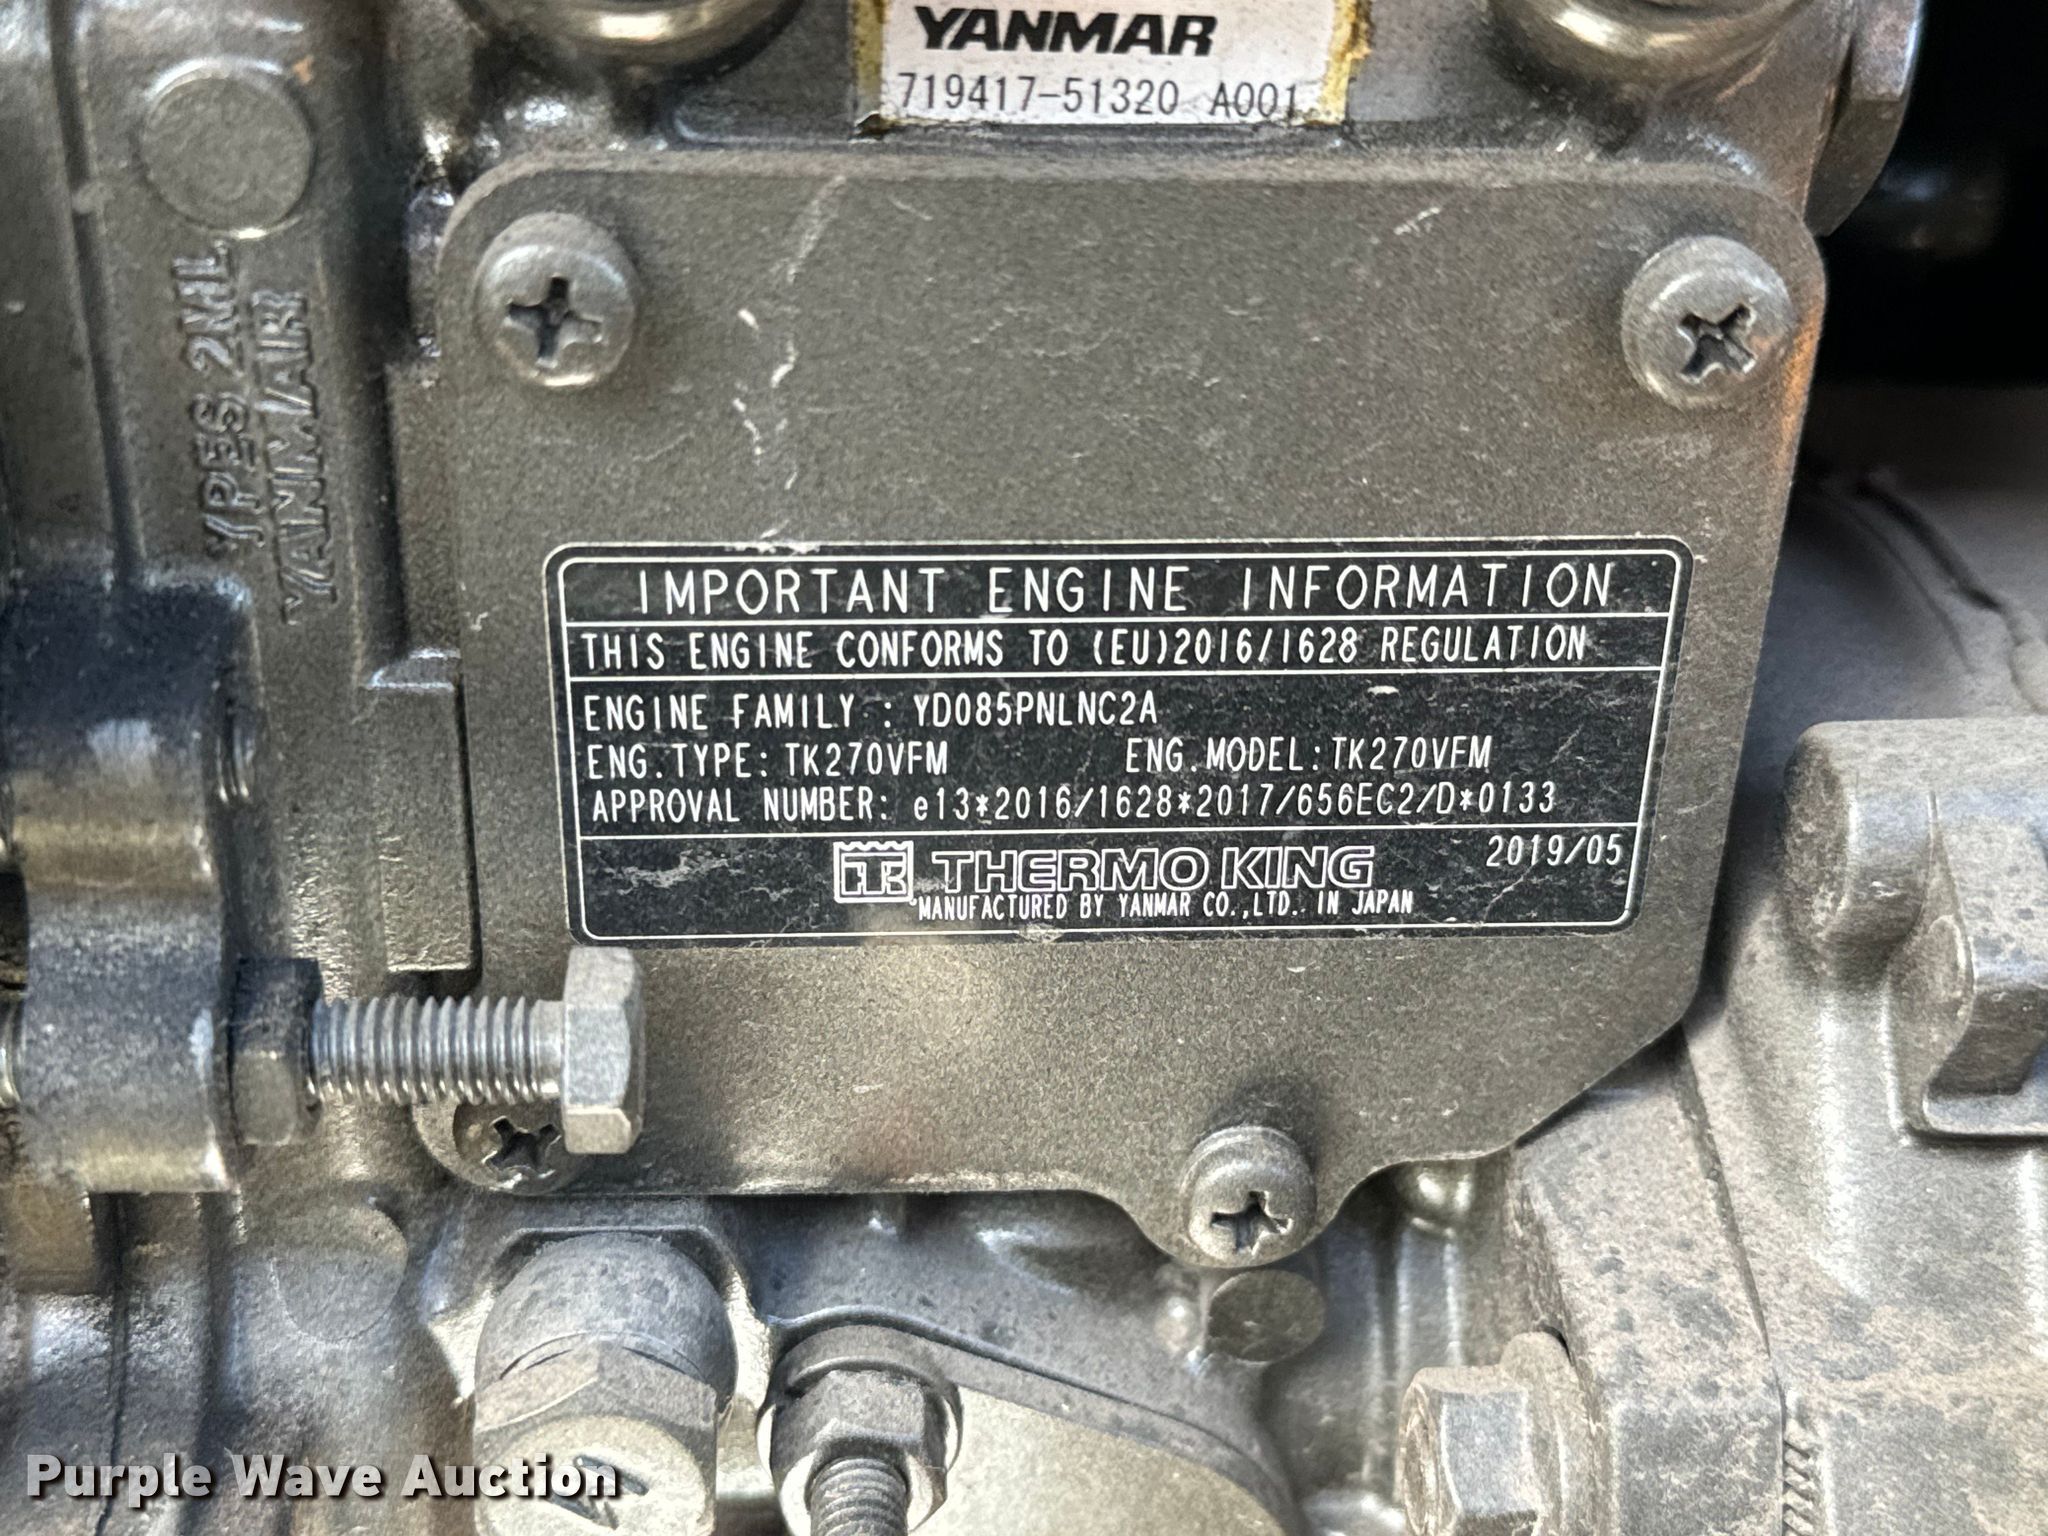 YANMAR
719417-51320 A001
YPES 2ML
YANMAR
IMPORTANT ENGINE INFORMATION
THIS ENGINE CONFORMS TO (EU)2016/1628 REGULATION
ENGINE FAMILY : YD085PNLNC2A
ENG.TYPE: TK270VFM ENG.MODEL: TK270VFM
APPROVAL NUMBER: e13*2016/1628*2017/656EC2/D*0133
TK THERMO KING 2019/05
MANUFACTURED BY YANMAR CO.,LTD. IN JAPAN
Purple Wave Auction